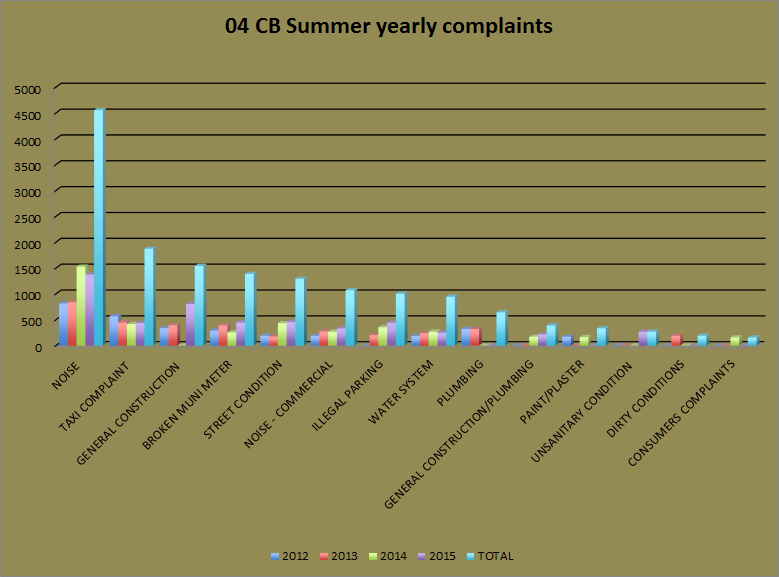 04 CB Summer yearly complaints
5000
4500
4000
3500
3000
2500
2000
1500
1000
500
0
NOISE
TAXI COMPLAINT
GENERAL CONSTRUCTION
BROKEN MUNI METER
STREET CONDITION
NOISE - COMMERCIAL
ILLEGAL PARKING
WATER SYSTEM
PLUMBING
GENERAL CONSTRUCTION/PLUMBING
PAINT/PLASTER
UNSANITARY CONDITION
DIRTY CONDITIONS
CONSUMERS COMPLAINTS
2012 2013 2014 2015 TOTAL